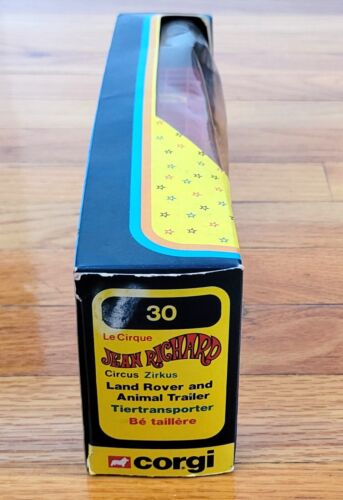 30
Le Cirque
JEAN RICHARD
Circus Zirkus
Land Rover and
Animal Trailer
Tiertransporter
Bé taillère
corgi